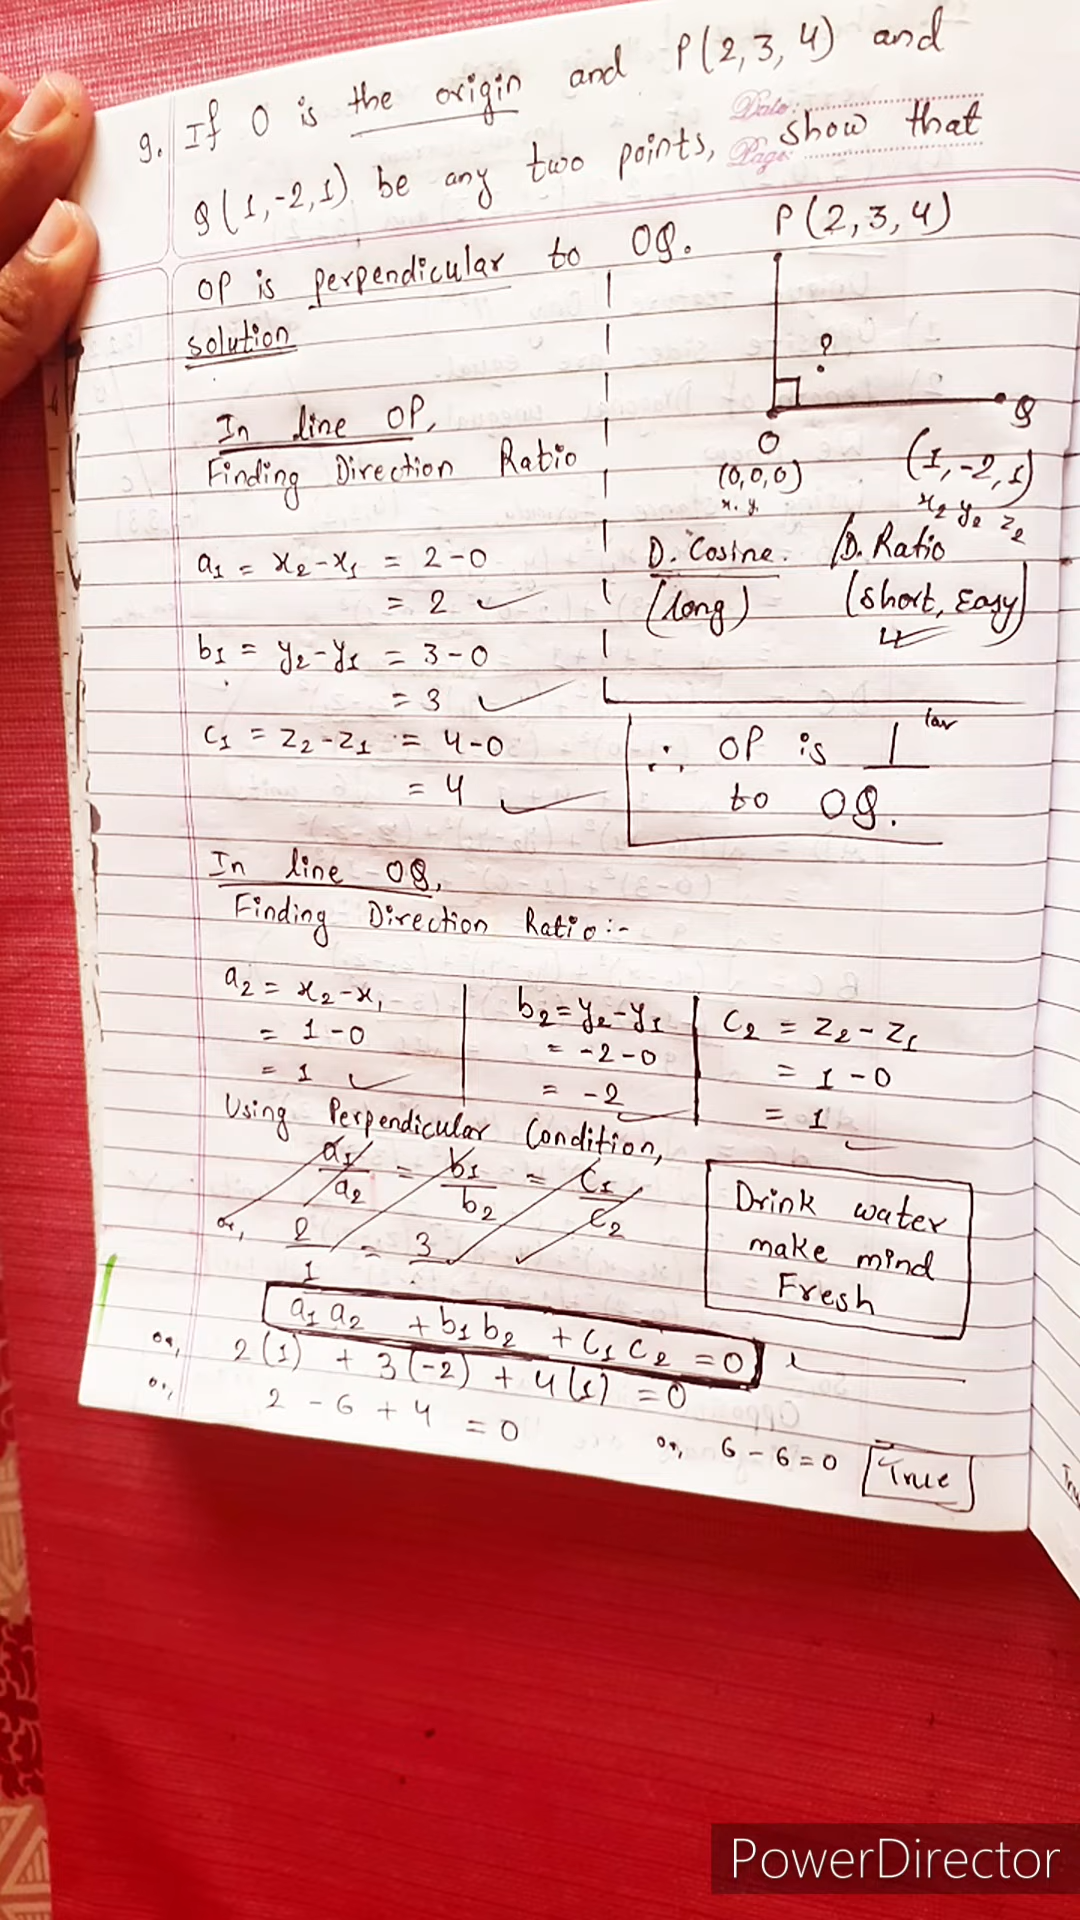 9. If O is the origin and P(2,3,4) and
Date:
Page:
Q(1,-2,1) be any two points, show that
OP is perpendicular to OQ.
solution
P(2,3,4)
?
Q
O
(0,0,0)
(1,-2,1)
x₂ y₂ z₂
In line OP,
Finding Direction Ratio
D. Cosine. / D. Ratio
(long) (short, Easy)
a₁ = x₂-x₁ = 2-0
= 2
b₁ = y₂-y₁ = 3-0
= 3
c₁ = z₂-z₁ = 4-0
= 4
∴ OP is ⊥ lar
to OQ.
In line OQ,
Finding Direction Ratio:-
a₂ = x₂-x₁
= 1-0
= 1
b₂ = y₂-y₁
= -2-0
= -2
c₂ = z₂-z₁
= 1-0
= 1
Using Perpendicular Condition,
a₁/a₂ = b₁/b₂ = c₁/c₂
or, 2/1 = 3
Drink water
make mind
Fresh
a₁a₂ + b₁b₂ + c₁c₂ = 0
or, 2(1) + 3(-2) + 4(1) = 0
or, 2 - 6 + 4 = 0
or, 6-6=0 True
PowerDirector